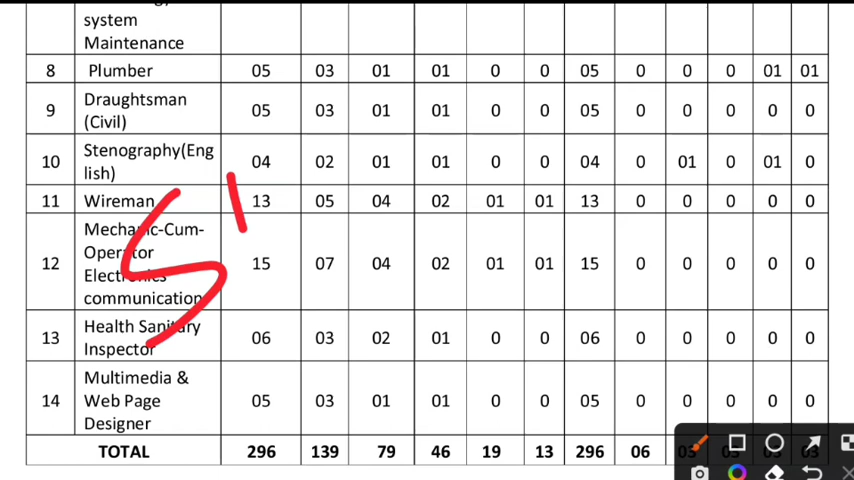 system
Maintenance
8 Plumber 05 03 01 01 0 0 05 0 0 0 01 01
Draughtsman
9 05 03 01 01 0 0 05 0 0 0 0 0
(Civil)
Stenography(Eng
10 04 02 01 01 0 0 04 0 01 0 01 0
lish)
11 Wireman 13 05 04 02 01 01 13 0 0 0 0 0
Mechanic-Cum-
Operator
12 15 07 04 02 01 01 15 0 0 0 0 0
Electronics
communication
Health Sanitary
13 06 03 02 01 0 0 06 0 0 0 0 0
Inspector
Multimedia &
14 Web Page 05 03 01 01 0 0 05 0 0 0 0 0
Designer
TOTAL 296 139 79 46 19 13 296 06